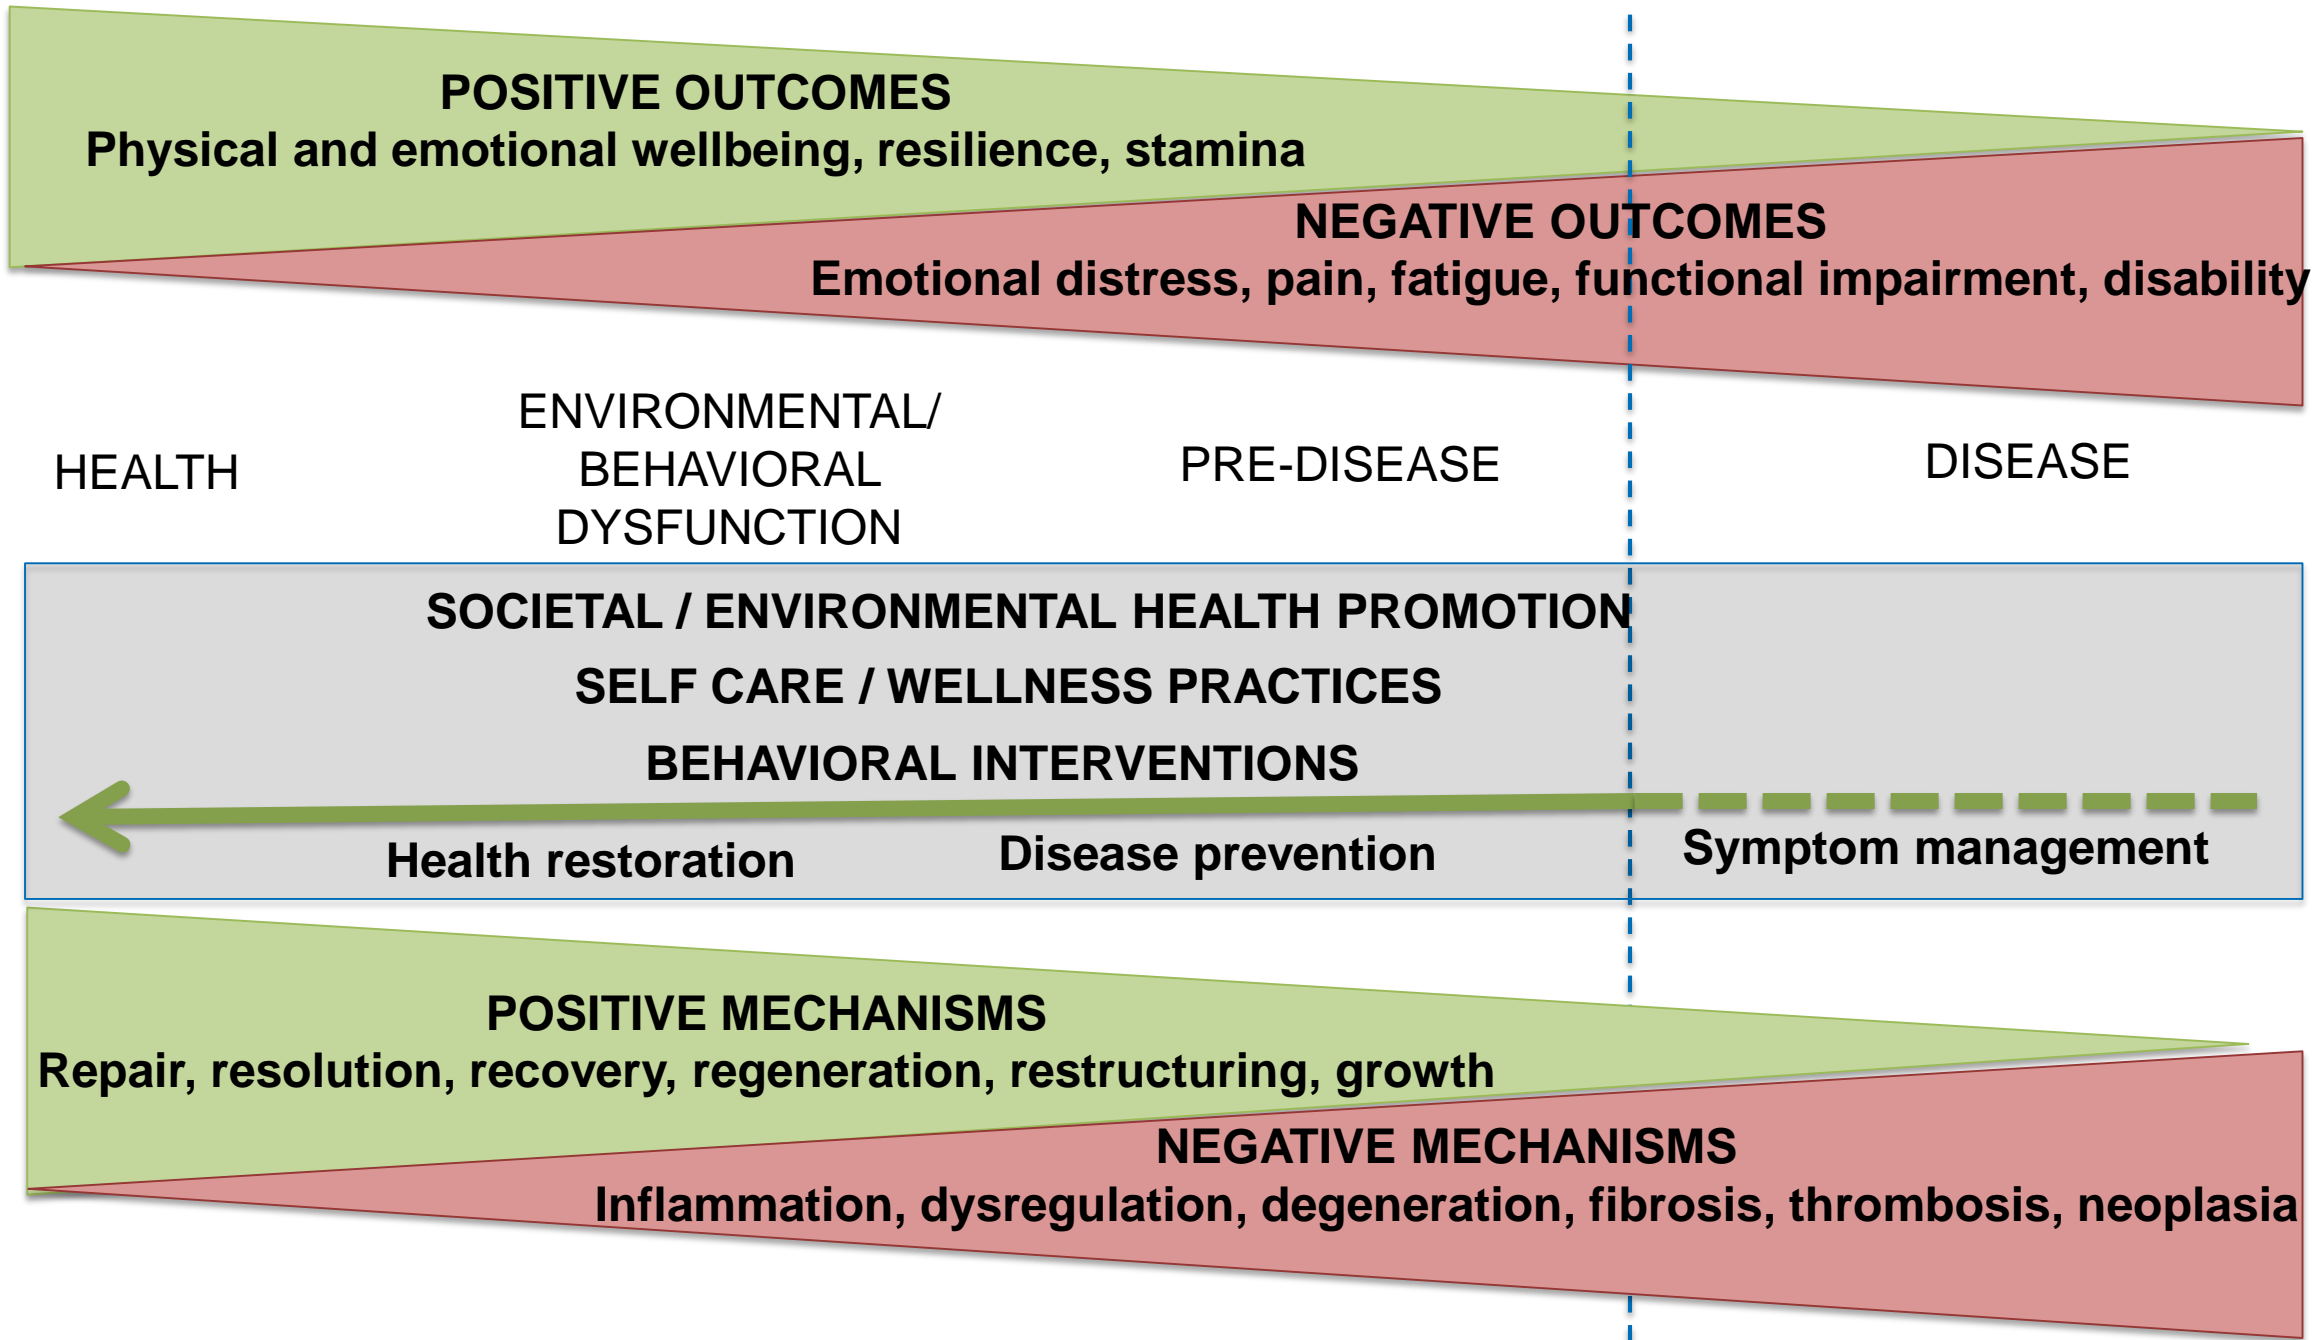 POSITIVE OUTCOMES
Physical and emotional wellbeing, resilience, stamina
NEGATIVE OUTCOMES
Emotional distress, pain, fatigue, functional impairment, disability
HEALTH
ENVIRONMENTAL/
BEHAVIORAL
DYSFUNCTION
PRE-DISEASE
DISEASE
SOCIETAL / ENVIRONMENTAL HEALTH PROMOTION
SELF CARE / WELLNESS PRACTICES
BEHAVIORAL INTERVENTIONS
Health restoration
Disease prevention
Symptom management
POSITIVE MECHANISMS
Repair, resolution, recovery, regeneration, restructuring, growth
NEGATIVE MECHANISMS
Inflammation, dysregulation, degeneration, fibrosis, thrombosis, neoplasia